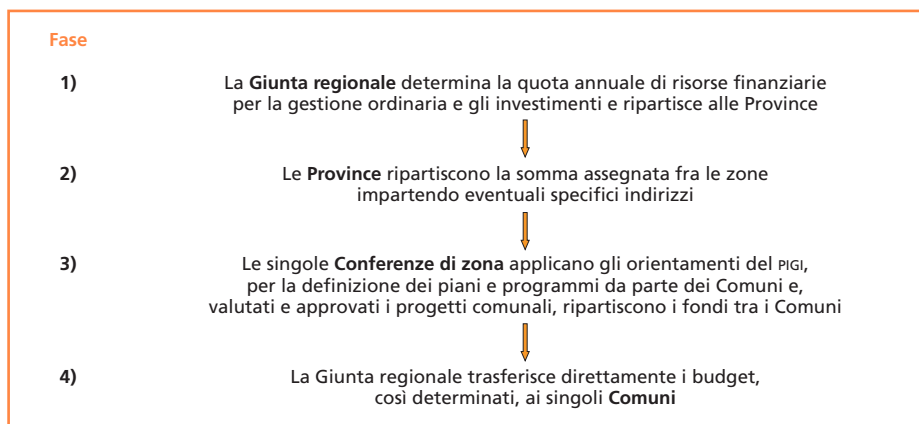 Fase
1) La Giunta regionale determina la quota annuale di risorse finanziarie
per la gestione ordinaria e gli investimenti e ripartisce alle Province
2) Le Province ripartiscono la somma assegnata fra le zone
impartendo eventuali specifici indirizzi
3) Le singole Conferenze di zona applicano gli orientamenti del PIGI,
per la definizione dei piani e programmi da parte dei Comuni e,
valutati e approvati i progetti comunali, ripartiscono i fondi tra i Comuni
4) La Giunta regionale trasferisce direttamente i budget,
così determinati, ai singoli Comuni